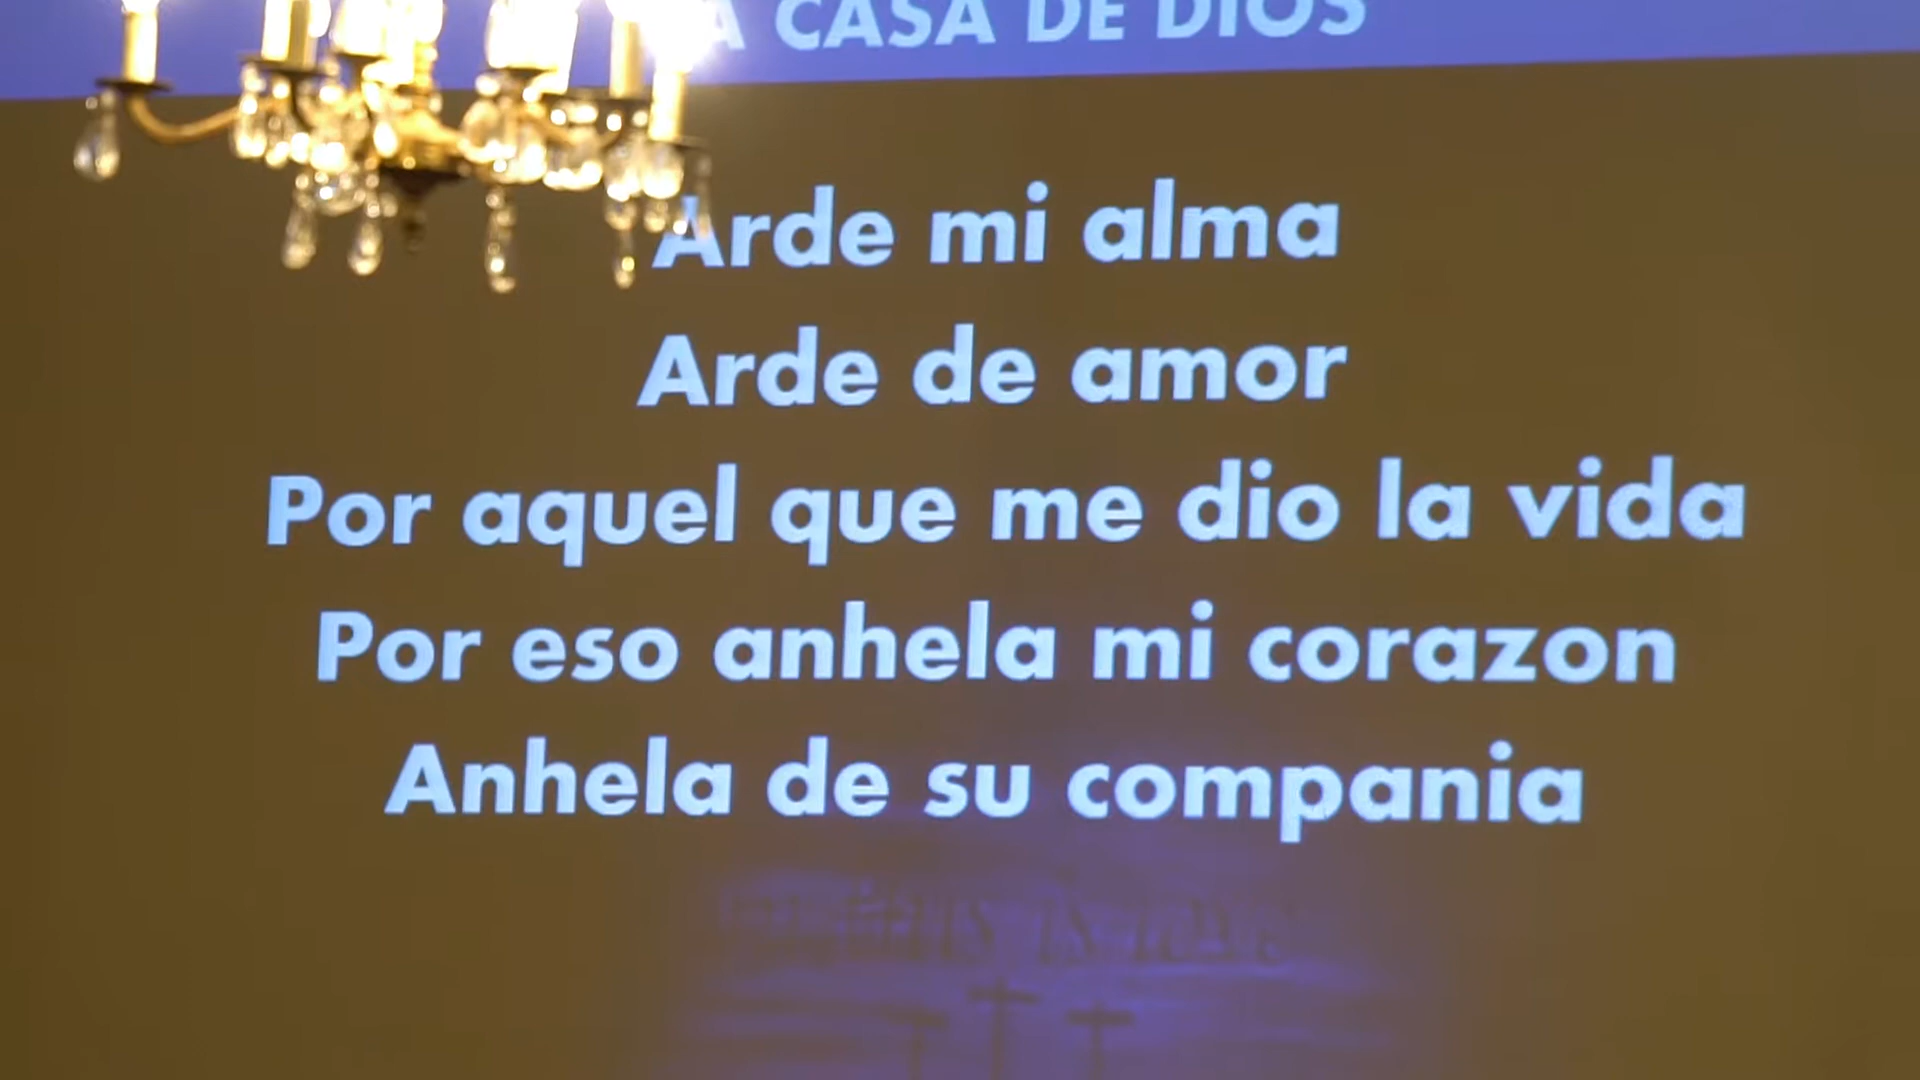 CASA DE DIOS
Arde mi alma
Arde de amor
Por aquel que me dio la vida
Por eso anhela mi corazon
Anhela de su compania